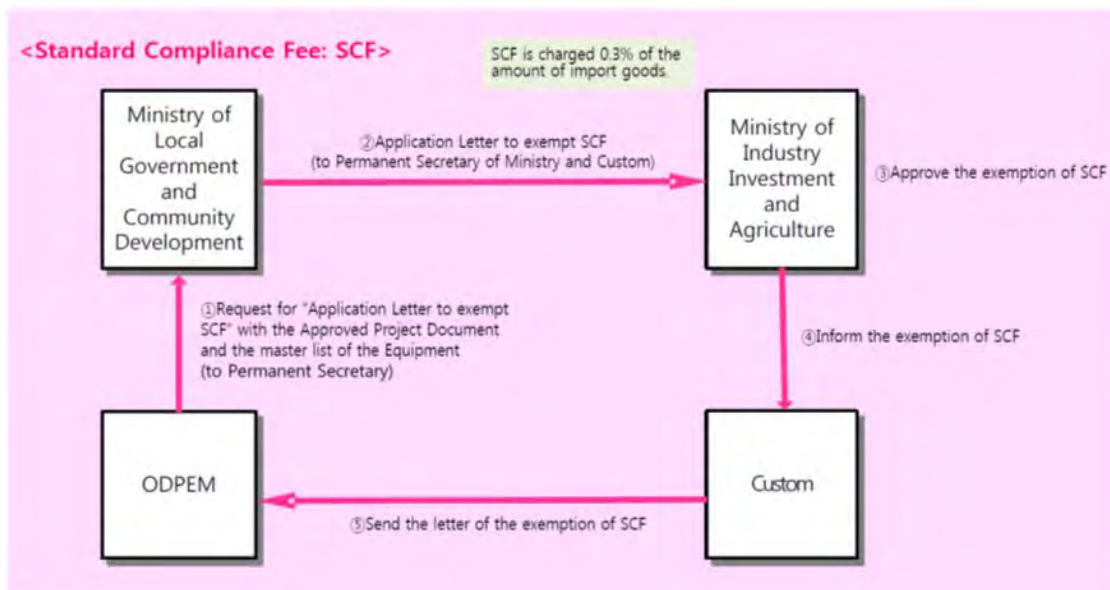 <Standard Compliance Fee: SCF>
SCF is charged 0.3% of the
amount of import goods.
Ministry of
Local
Government
and
Community
Development
②Application Letter to exempt SCF
(to Permanent Secretary of Ministry and Custom)
Ministry of
Industry
Investment
and
Agriculture
③Approve the exemption of SCF
①Request for "Application Letter to exempt
SCF" with the Approved Project Document
and the master list of the Equipment
(to Permanent Secretary)
④Inform the exemption of SCF
ODPEM
Custom
⑤Send the letter of the exemption of SCF